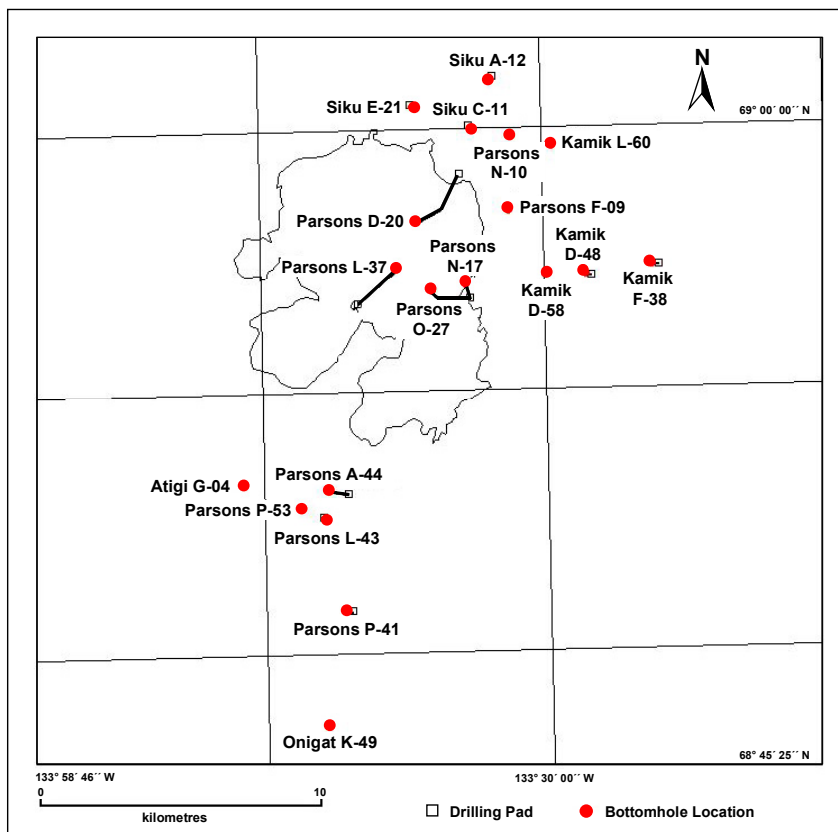 Siku A-12
N
Siku E-21
Siku C-11
69° 00´ 00´´ N
Parsons
N-10
Kamik L-60
Parsons D-20
Parsons F-09
Parsons
N-17
Kamik
D-48
Parsons L-37
Parsons
O-27
Kamik
D-58
Kamik
F-38
Parsons A-44
Atigi G-04
Parsons P-53
Parsons L-43
Parsons P-41
Onigat K-49
68° 45´ 25´´ N
133° 58´ 46´´ W
133° 30´ 00´´ W
0
10
kilometres
Drilling Pad
Bottomhole Location